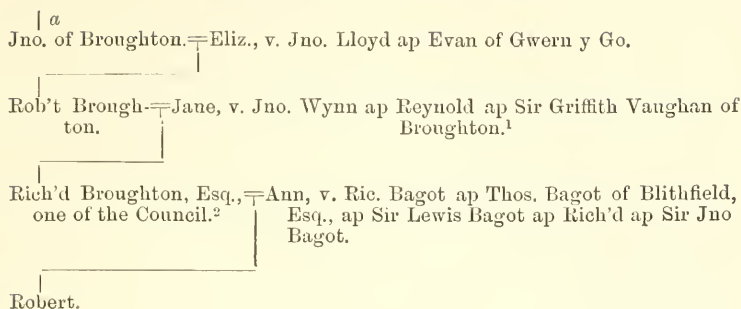 a
Jno. of Broughton. Eliz., v. Jno. Lloyd ap Evan of Gwern y Go.
Rob't Brough- Jane, v. Jno. Wynn ap Reynold ap Sir Griffith Vaughan of
ton. Broughton.¹
Rich'd Broughton, Esq., Ann, v. Ric. Bagot ap Thos. Bagot of Blithfield,
one of the Council.² Esq., ap Sir Lewis Bagot ap Rich'd ap Sir Jno
Bagot.
Robert.